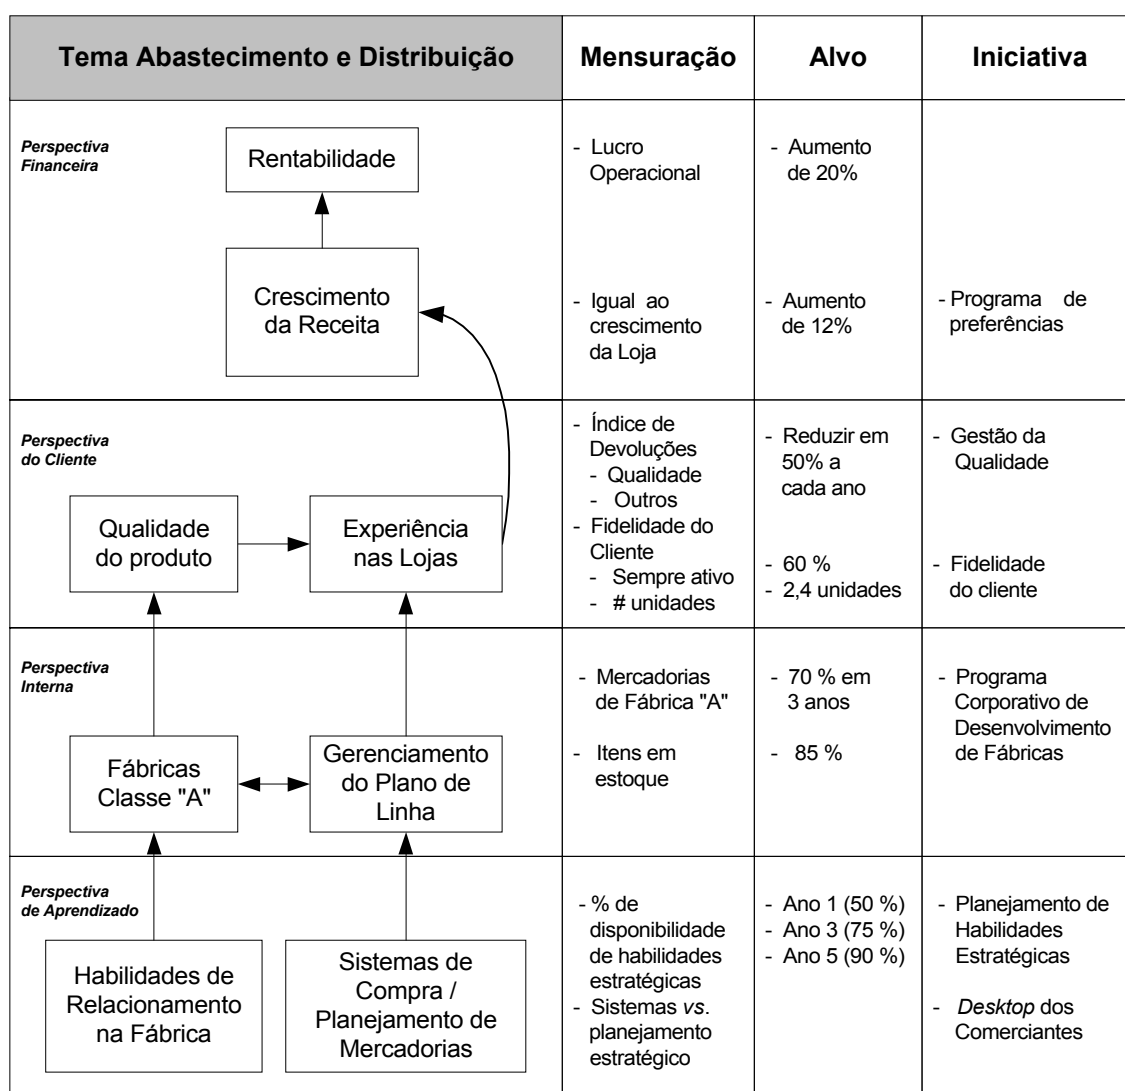 Tema Abastecimento e Distribuição
Mensuração
Alvo
Iniciativa
Perspectiva
Financeira
Rentabilidade
Crescimento
da Receita
- Lucro
Operacional
- Aumento
de 20%
- Igual ao
crescimento
da Loja
- Aumento
de 12%
- Programa de
preferências
Perspectiva
do Cliente
Qualidade
do produto
Experiência
nas Lojas
- Índice de
Devoluções
- Qualidade
- Outros
- Fidelidade do
Cliente
- Sempre ativo
- # unidades
- Reduzir em
50% a
cada ano
- 60 %
- 2,4 unidades
- Gestão da
Qualidade
- Fidelidade
do cliente
Perspectiva
Interna
Fábricas
Classe "A"
Gerenciamento
do Plano de
Linha
- Mercadorias
de Fábrica "A"
- Itens em
estoque
- 70 % em
3 anos
- 85 %
- Programa
Corporativo de
Desenvolvimento
de Fábricas
Perspectiva
de Aprendizado
Habilidades de
Relacionamento
na Fábrica
Sistemas de
Compra /
Planejamento de
Mercadorias
- % de
disponibilidade
de habilidades
estratégicas
- Sistemas vs.
planejamento
estratégico
- Ano 1 (50 %)
- Ano 3 (75 %)
- Ano 5 (90 %)
- Planejamento de
Habilidades
Estratégicas
- Desktop dos
Comerciantes